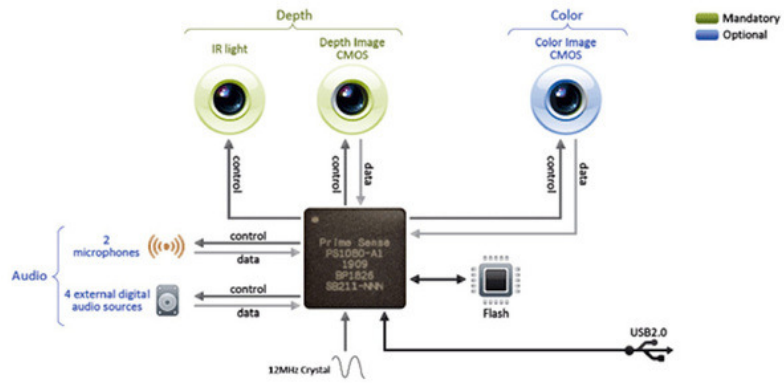 Depth
Color
Mandatory
Optional
IR light
Depth Image
CMOS
Color Image
CMOS
control
control
data
control
data
Audio
2
microphones
control
data
4 external digital
audio sources
control
data
Prime Sense
PS1080-A1
1909
BP1826
SB211-NNN
Flash
USB2.0
12MHz Crystal